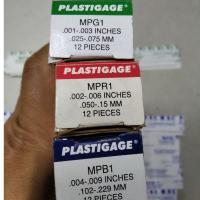 PLASTIGAGE®
MPG1
.001-.003 INCHES
.025-.075 MM
12 PIECES
PLASTIGAGE®
MPR1
.002-.006 INCHES
.050-.15 MM
12 PIECES
PLASTIGAGE®
MPB1
.004-.009 INCHES
.102-.229 MM
12 PIECES